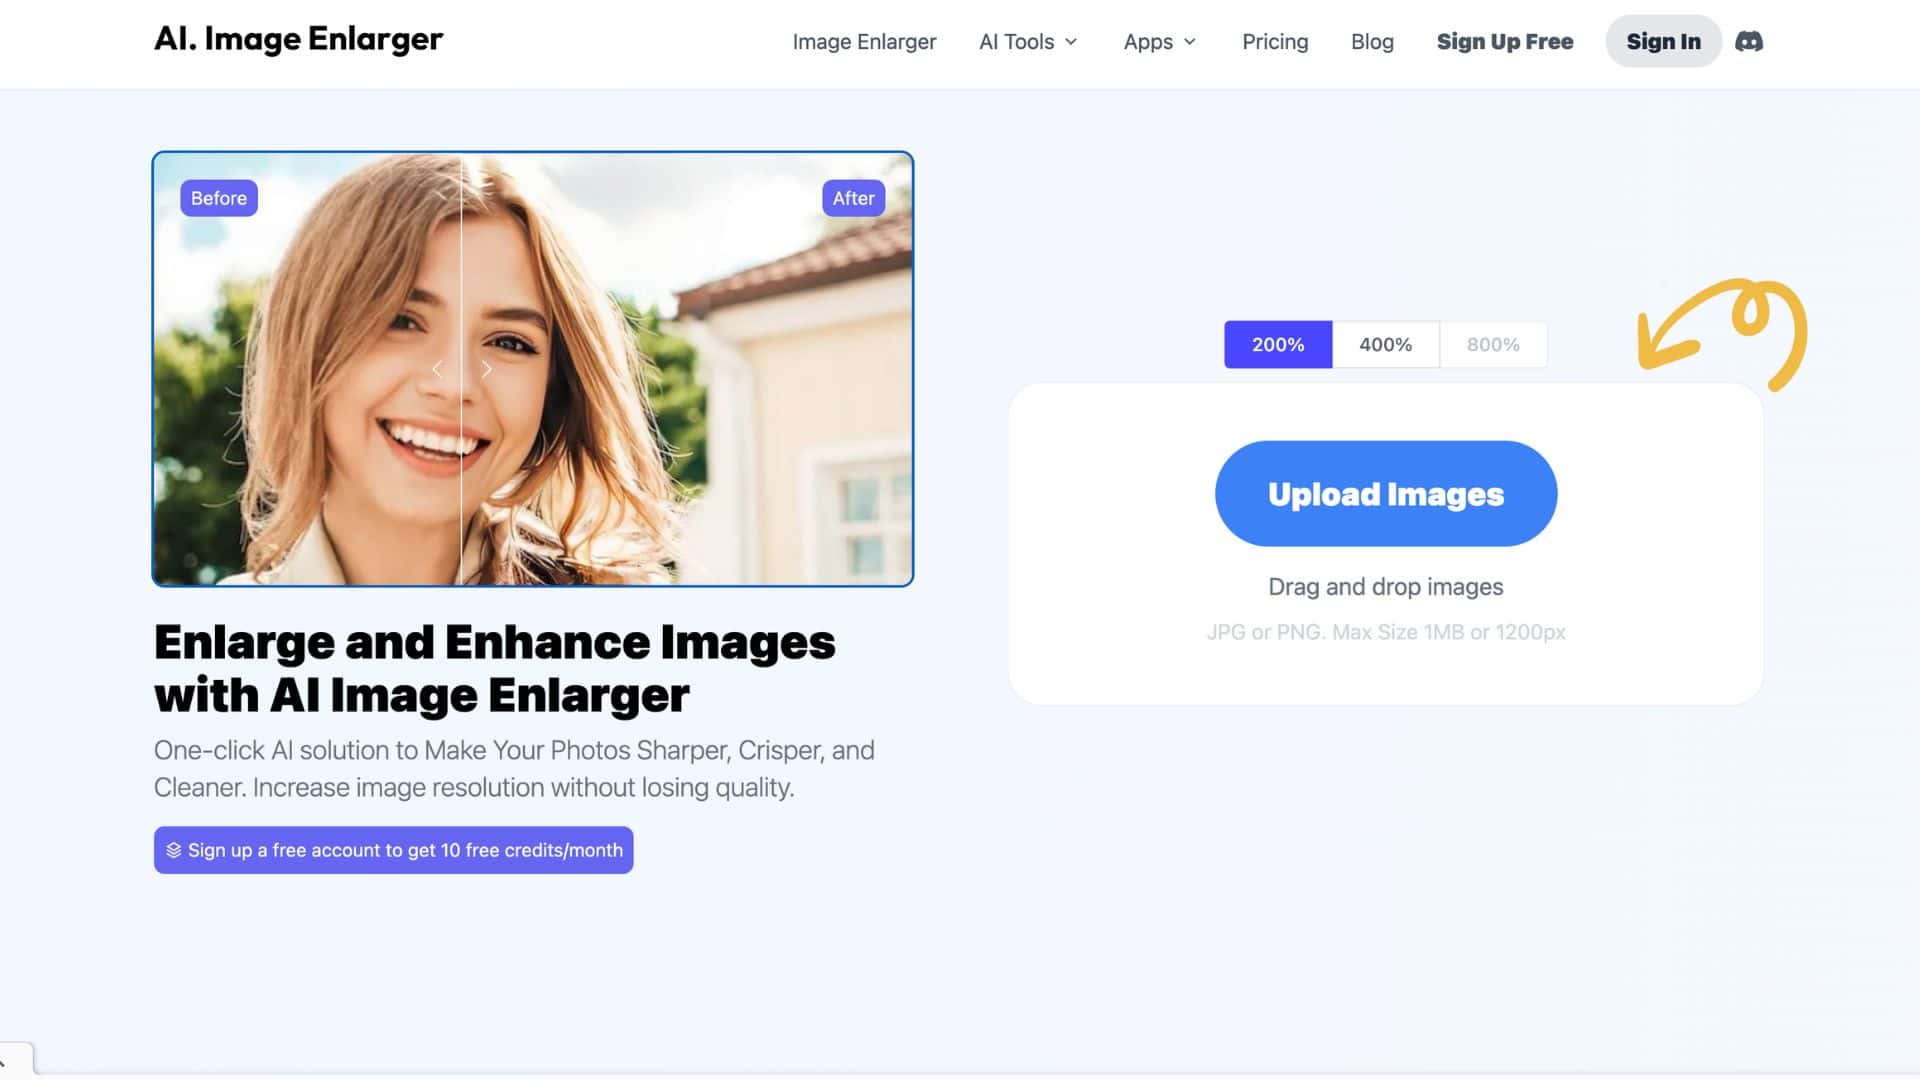 AI. Image Enlarger
Image Enlarger
AI Tools
Apps
Pricing
Blog
Sign Up Free
Sign In
Before
After
Enlarge and Enhance Images
with AI Image Enlarger
One-click AI solution to Make Your Photos Sharper, Crisper, and
Cleaner. Increase image resolution without losing quality.
Sign up a free account to get 10 free credits/month
200%
400%
800%
Upload Images
Drag and drop images
JPG or PNG. Max Size 1MB or 1200px